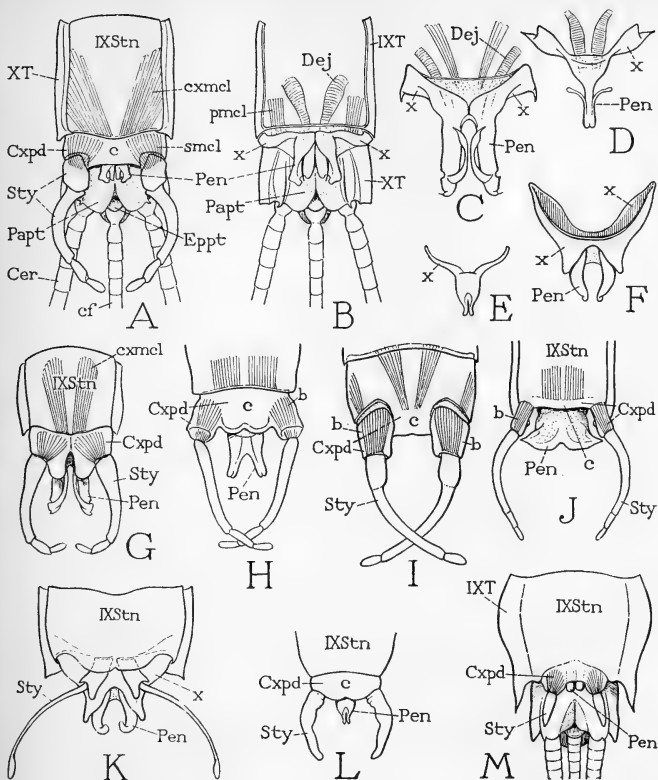 IXStn
XT
cxmcl
Cxpd
c
smcl
Sty
Pen
Papt
Eppt
Cer
cf
A
IXT
Dej
pmcl
x
x
Papt
XT
B
Dej
x
x
Pen
C
x
Pen
D
x
E
x
x
Pen
F
cxmcl
IXStn
Cxpd
Sty
Pen
G
Cxpd
c
b
Pen
H
b
Cxpd
c
b
Sty
I
IXStn
b
Cxpd
Pen
c
Sty
J
IXStn
Sty
x
Pen
K
IXStn
Cxpd
c
Pen
Sty
L
IXT
IXStn
Cxpd
Sty
Pen
M